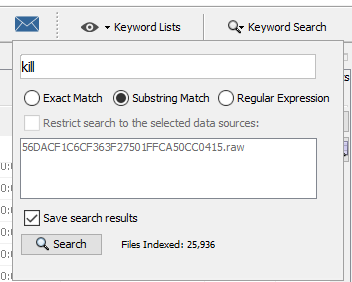 Keyword Lists Keyword Search
kill
Exact Match Substring Match Regular Expression
Restrict search to the selected data sources:
56DACF1C6CF363F27501FFCA50CC0415.raw
Save search results
Search Files Indexed: 25,936